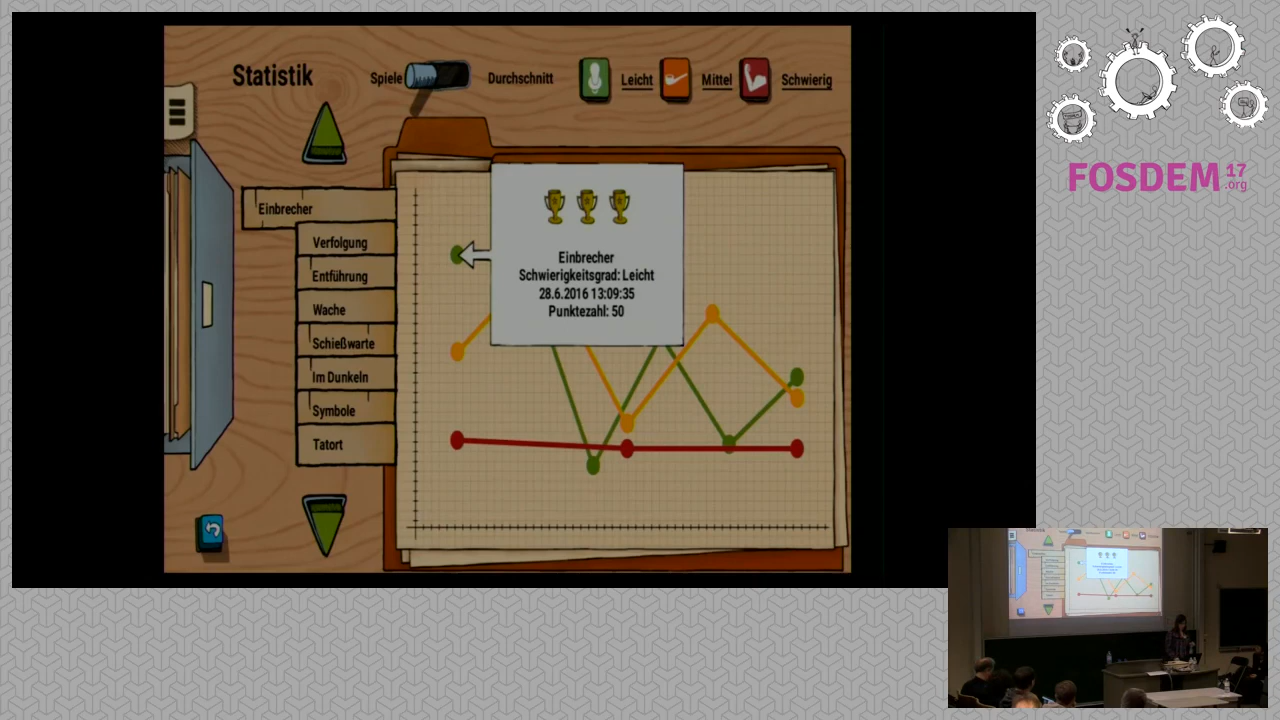 Statistik
Spiele
Durchschnitt
Leicht
Mittel
Schwierig
Einbrecher
Verfolgung
Entführung
Wache
Schießwarte
Im Dunkeln
Symbole
Tatort
Einbrecher
Schwierigkeitsgrad: Leicht
28.6.2016 13:09:35
Punktezahl: 50
FOSDEM 17
.org